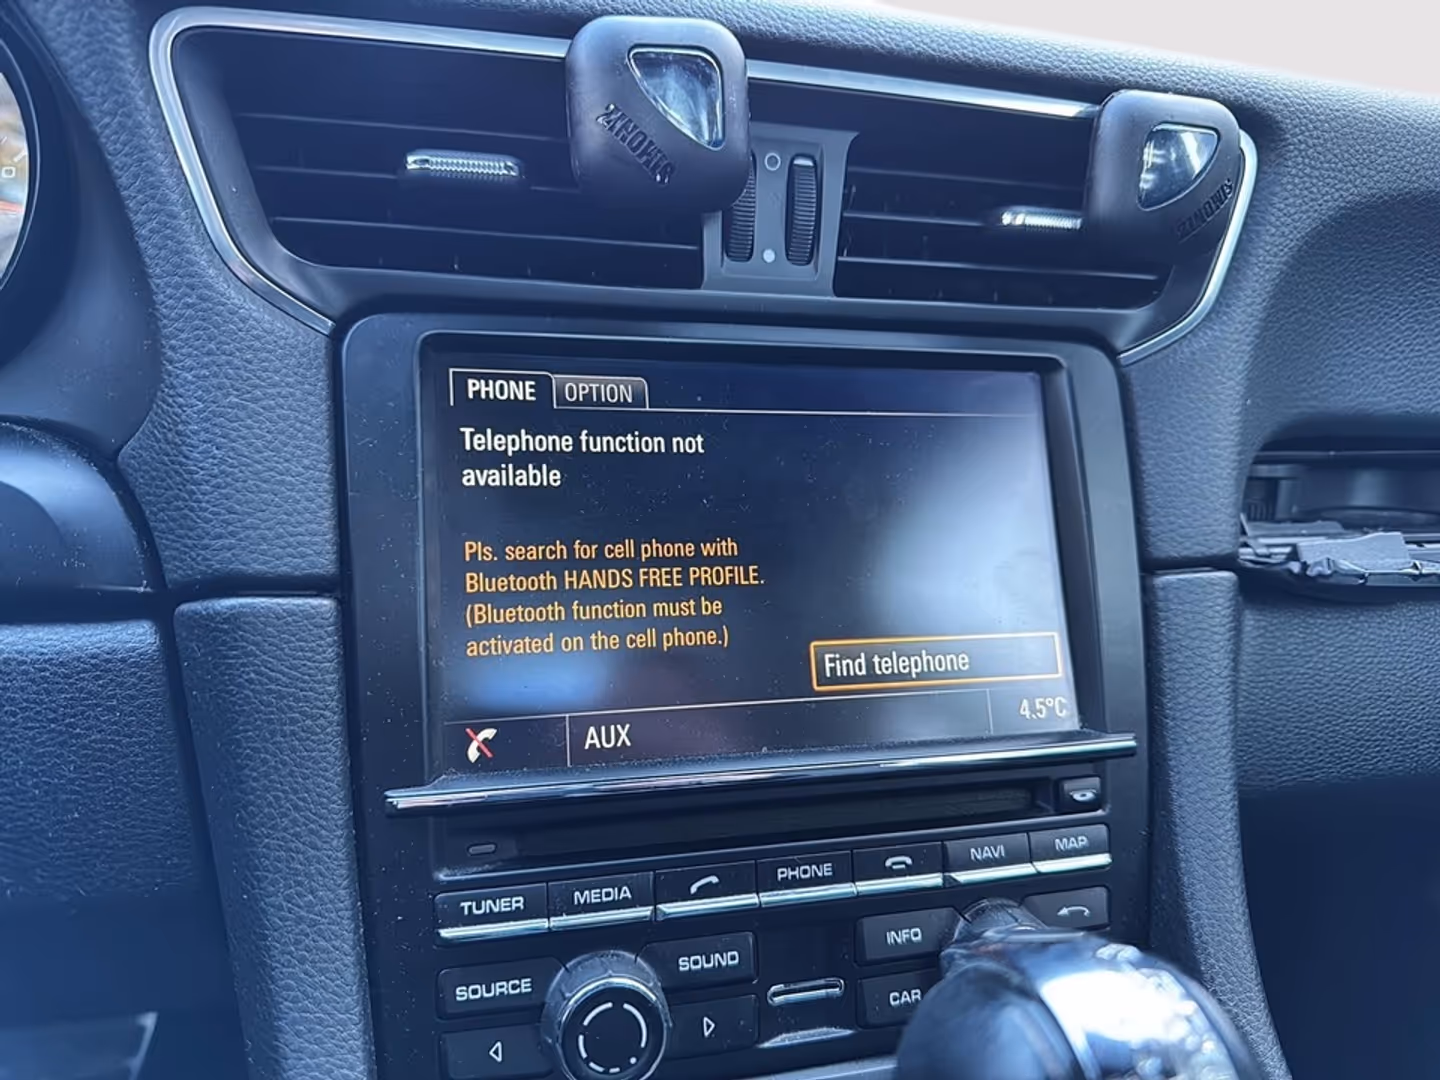 ZINOMIS
ZINOMIS
PHONE OPTION
Telephone function not
available
Pls. search for cell phone with
Bluetooth HANDS FREE PROFILE.
(Bluetooth function must be
activated on the cell phone.)
Find telephone
AUX 4.5°C
TUNER MEDIA PHONE NAVI MAP
SOURCE SOUND INFO
CAR